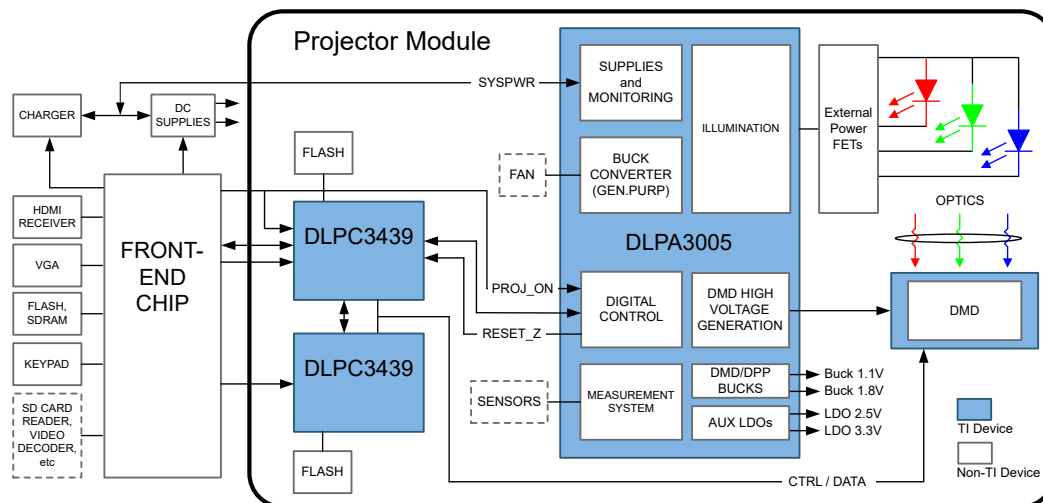 Projector Module
CHARGER
DC
SUPPLIES
SYSPWR
SUPPLIES
and
MONITORING
ILLUMINATION
External
Power
FETs
FLASH
FAN
BUCK
CONVERTER
(GEN.PURP)
HDMI
RECEIVER
VGA
FLASH,
SDRAM
KEYPAD
SD CARD
READER,
VIDEO
DECODER,
etc
FRONT-
END
CHIP
DLPC3439
DLPC3439
FLASH
DLPA3005
PROJ_ON
RESET_Z
DIGITAL
CONTROL
DMD HIGH
VOLTAGE
GENERATION
SENSORS
MEASUREMENT
SYSTEM
DMD/DPP
BUCKS
AUX LDOs
Buck 1.1V
Buck 1.8V
LDO 2.5V
LDO 3.3V
CTRL / DATA
OPTICS
DMD
TI Device
Non-TI Device